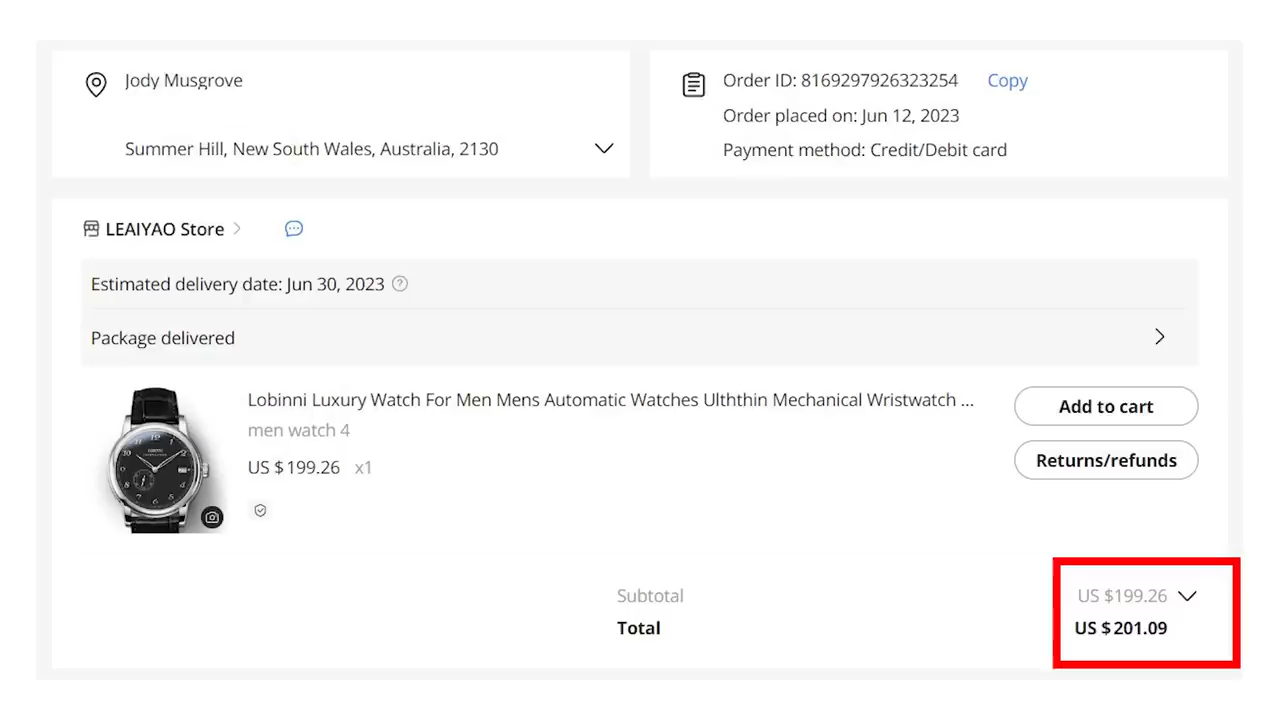 Jody Musgrove
Summer Hill, New South Wales, Australia, 2130
Order ID: 8169297926323254 Copy
Order placed on: Jun 12, 2023
Payment method: Credit/Debit card
LEAIYAO Store
Estimated delivery date: Jun 30, 2023
Package delivered
Lobinni Luxury Watch For Men Mens Automatic Watches Ulththin Mechanical Wristwatch ...
men watch 4
US $199.26 x1
Add to cart
Returns/refunds
Subtotal US $199.26
Total US $201.09